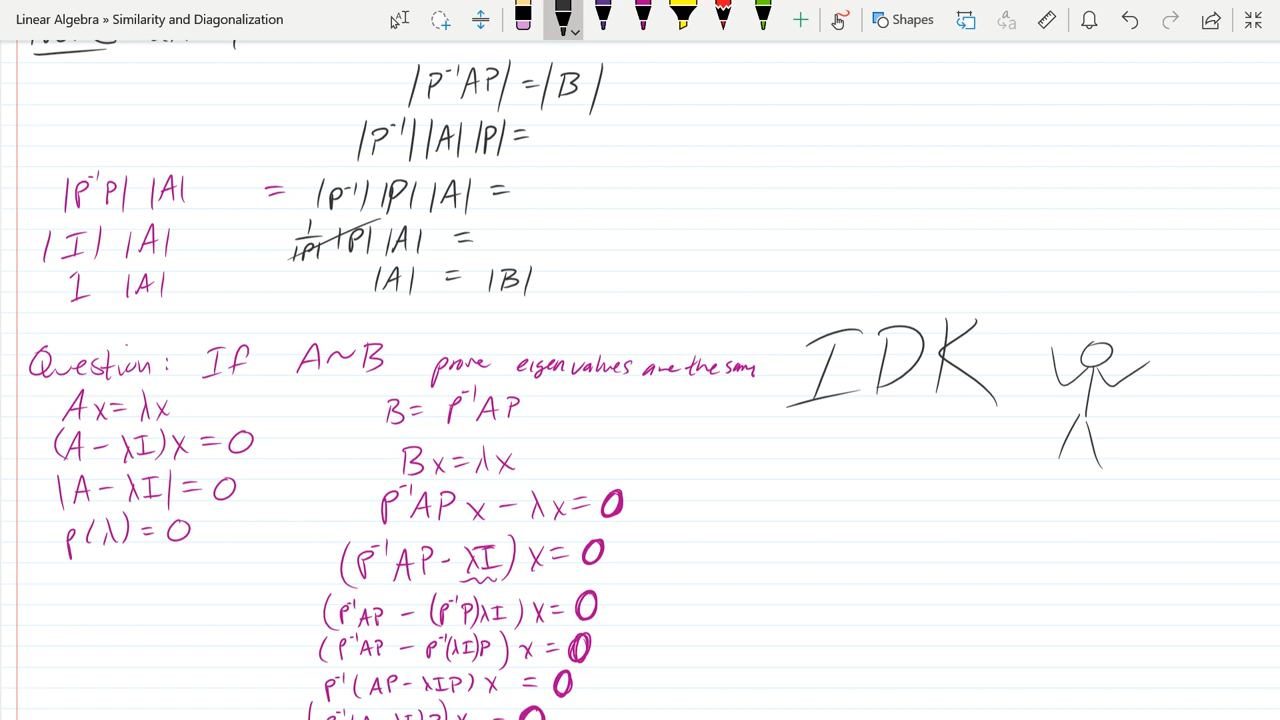 Linear Algebra » Similarity and Diagonalization
Shapes
|P⁻¹AP| = |B|
|P⁻¹| |A| |P| =
|P⁻¹P| |A| = |P⁻¹| |P| |A| =
|I| |A|
1/|P| |P| |A| =
1 |A|
|A| = |B|
Question: If A~B prove eigenvalues are the same
IDK
Ax = λx
(A - λI)x = 0
|A - λI| = 0
p(λ) = 0
B = P⁻¹AP
Bx = λx
P⁻¹AP x - λx = 0
(P⁻¹AP - λI) x = 0
(P⁻¹AP - (P⁻¹P)λI) x = 0
(P⁻¹AP - P⁻¹(λI)P) x = 0
P⁻¹(AP - λIP) x = 0